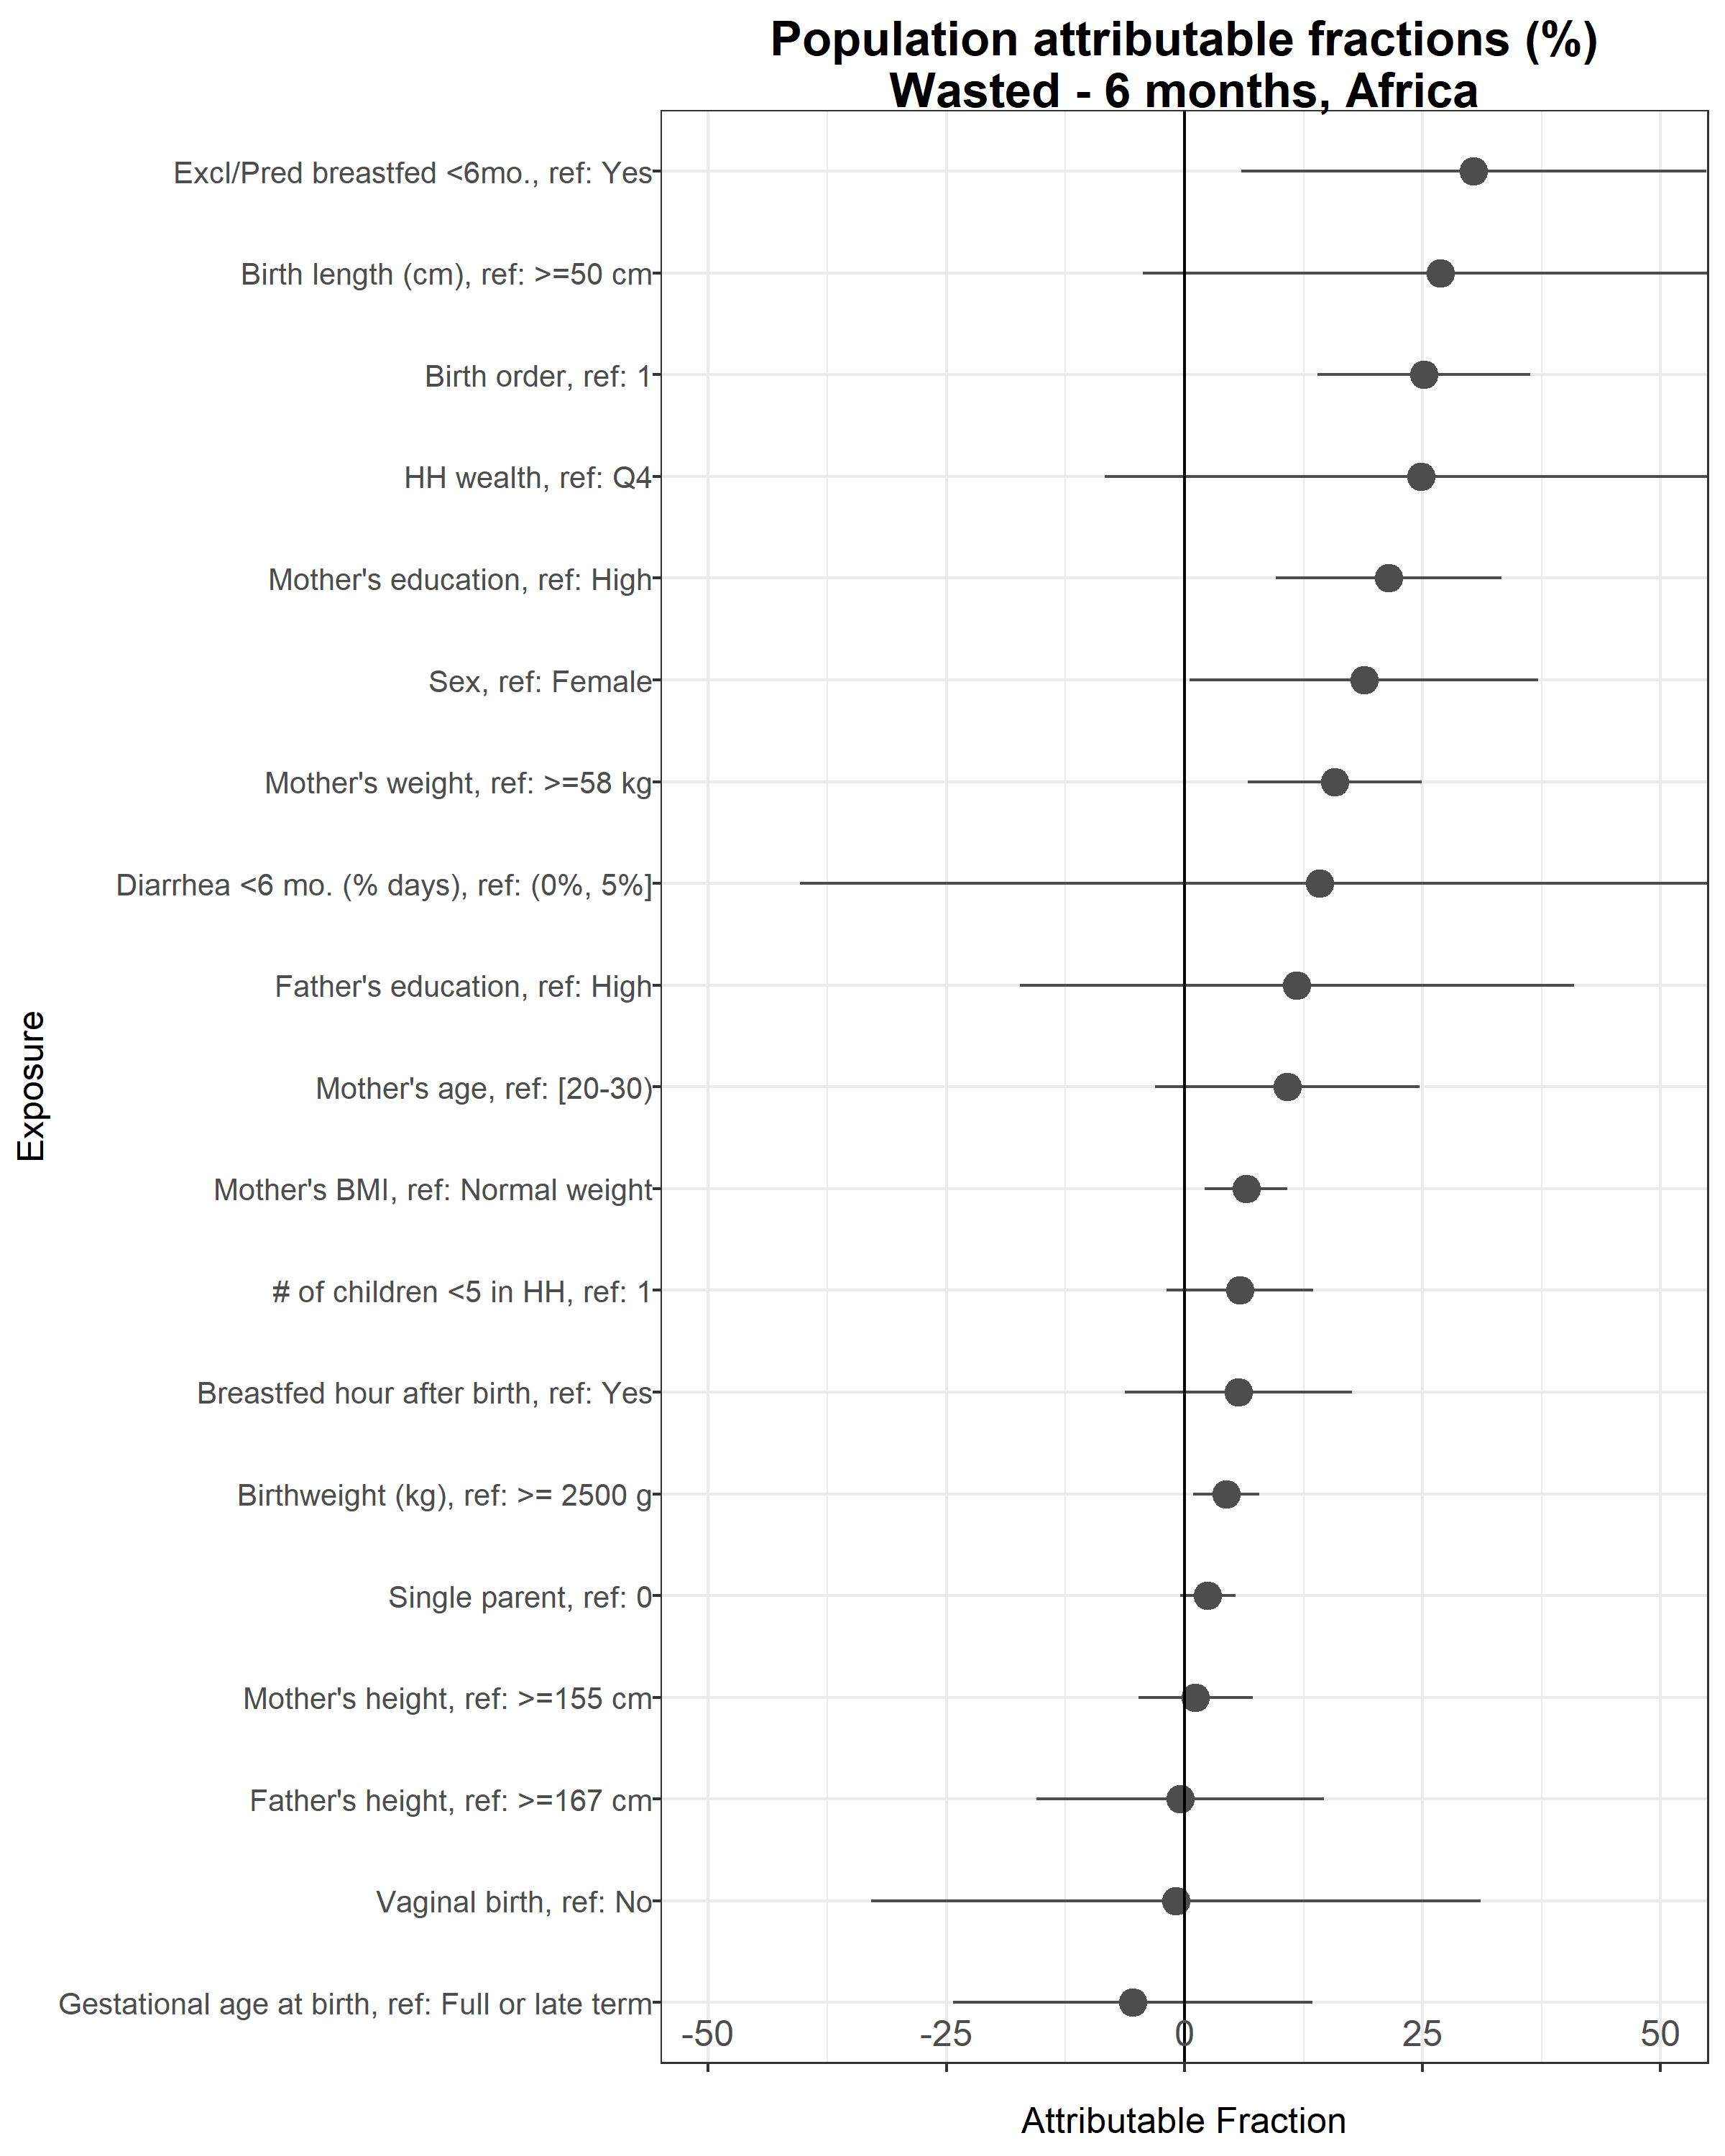 Population attributable fractions (%)
Wasted - 6 months, Africa
Excl/Pred breastfed <6mo., ref: Yes
Birth length (cm), ref: >=50 cm
Birth order, ref: 1
HH wealth, ref: Q4
Mother's education, ref: High
Sex, ref: Female
Mother's weight, ref: >=58 kg
Diarrhea <6 mo. (% days), ref: (0%, 5%]
Father's education, ref: High
Mother's age, ref: [20-30)
Mother's BMI, ref: Normal weight
# of children <5 in HH, ref: 1
Breastfed hour after birth, ref: Yes
Birthweight (kg), ref: >= 2500 g
Single parent, ref: 0
Mother's height, ref: >=155 cm
Father's height, ref: >=167 cm
Vaginal birth, ref: No
Gestational age at birth, ref: Full or late term
Exposure
-50 -25 0 25 50
Attributable Fraction